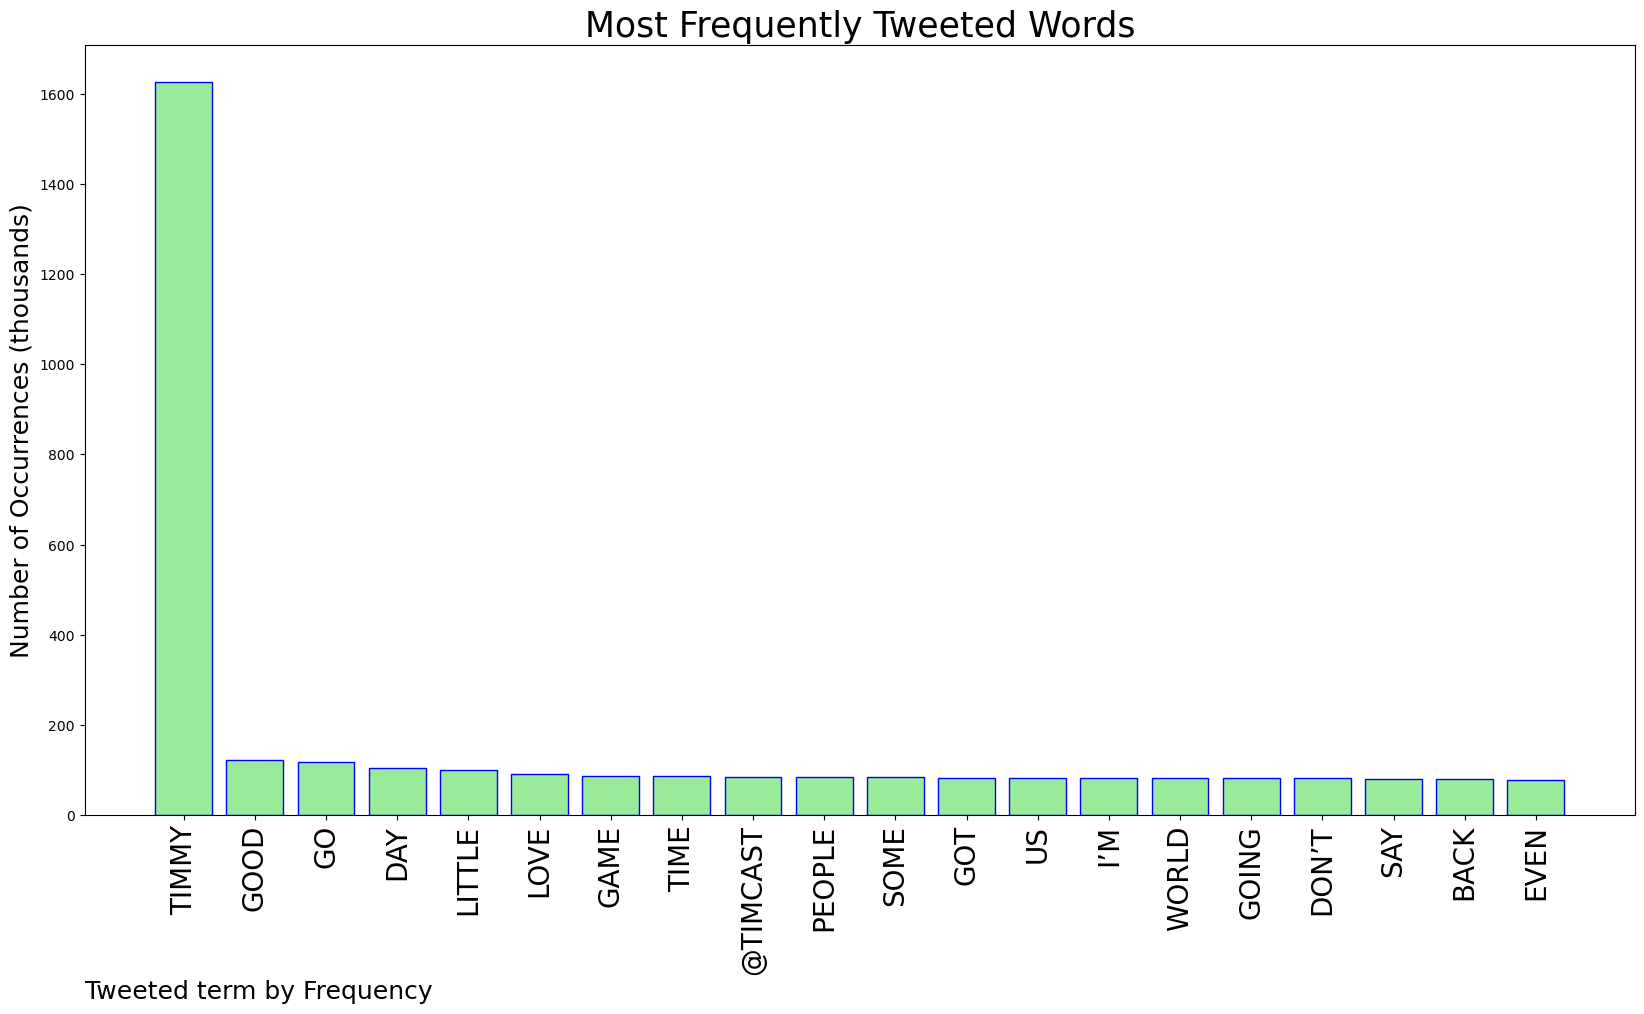 Most Frequently Tweeted Words
Number of Occurrences (thousands)
1600
1400
1200
1000
800
600
400
200
0
TIMMY
GOOD
GO
DAY
LITTLE
LOVE
GAME
TIME
@TIMCAST
PEOPLE
SOME
GOT
US
I’M
WORLD
GOING
DON’T
SAY
BACK
EVEN
Tweeted term by Frequency